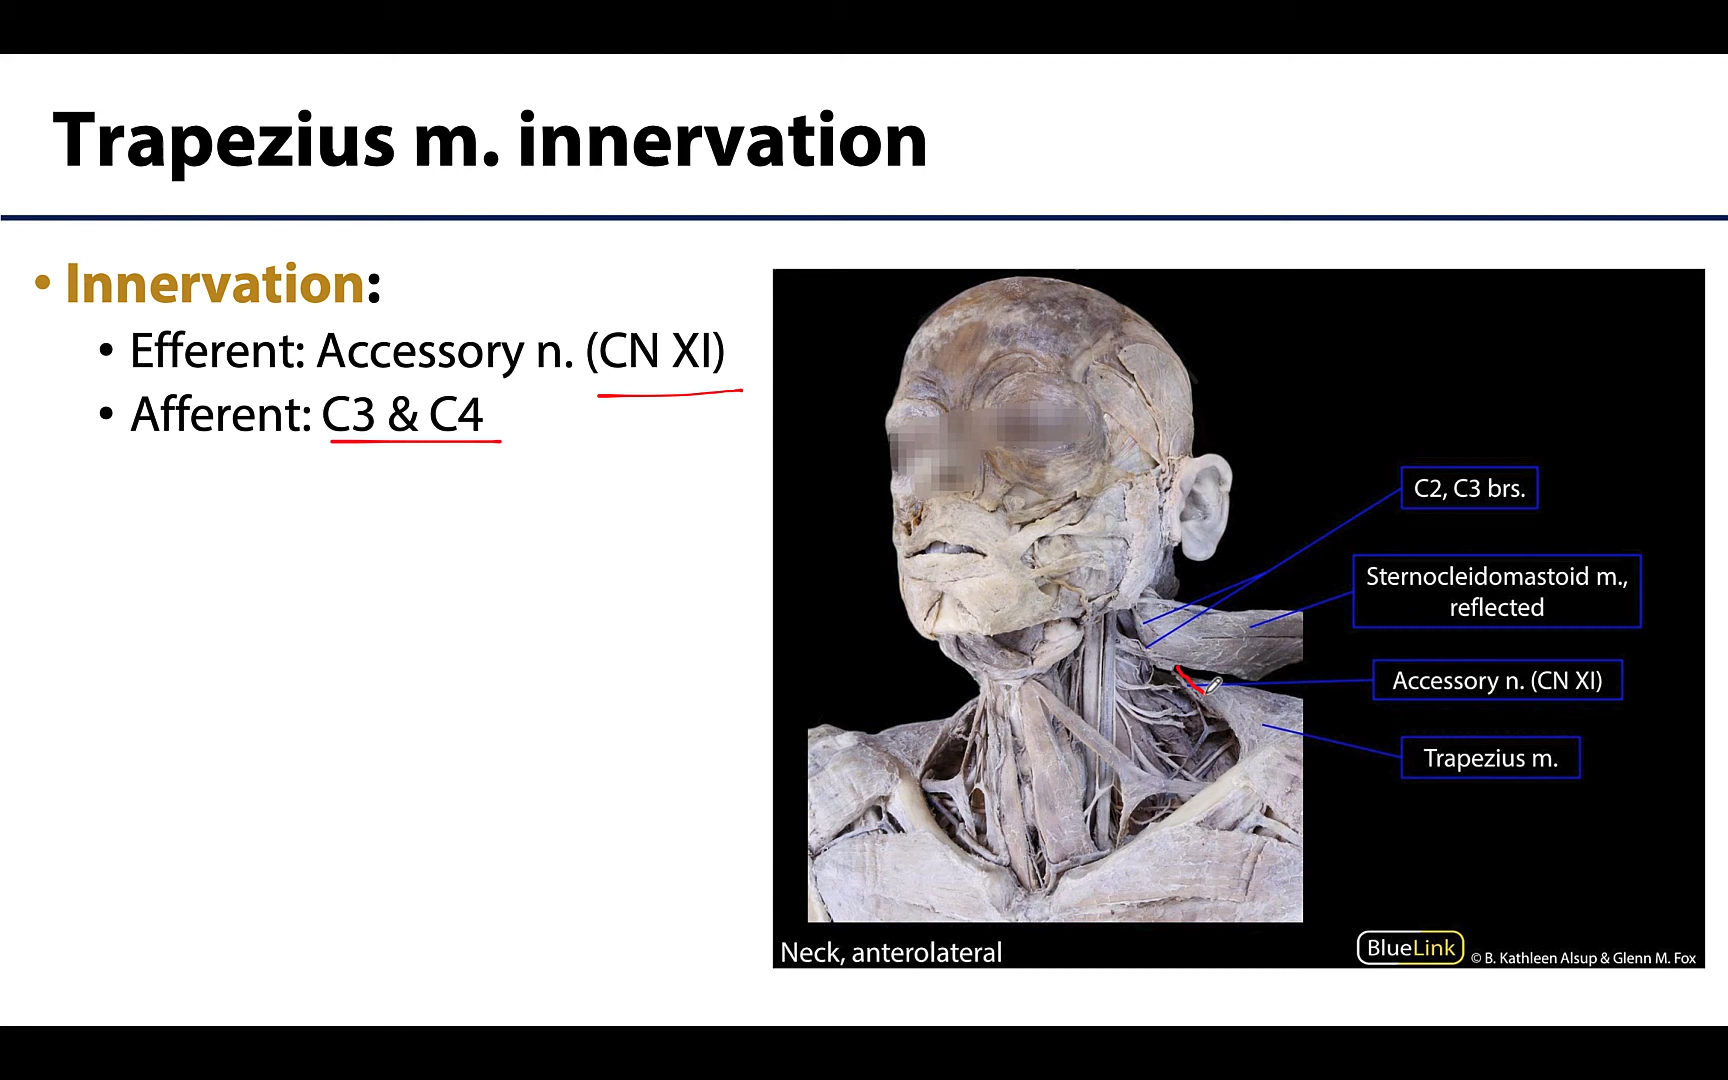 Trapezius m. innervation
• Innervation:
• Efferent: Accessory n. (CN XI)
• Afferent: C3 & C4
C2, C3 brs.
Sternocleidomastoid m.,
reflected
Accessory n. (CN XI)
Trapezius m.
Neck, anterolateral
BlueLink
© B. Kathleen Alsup & Glenn M. Fox